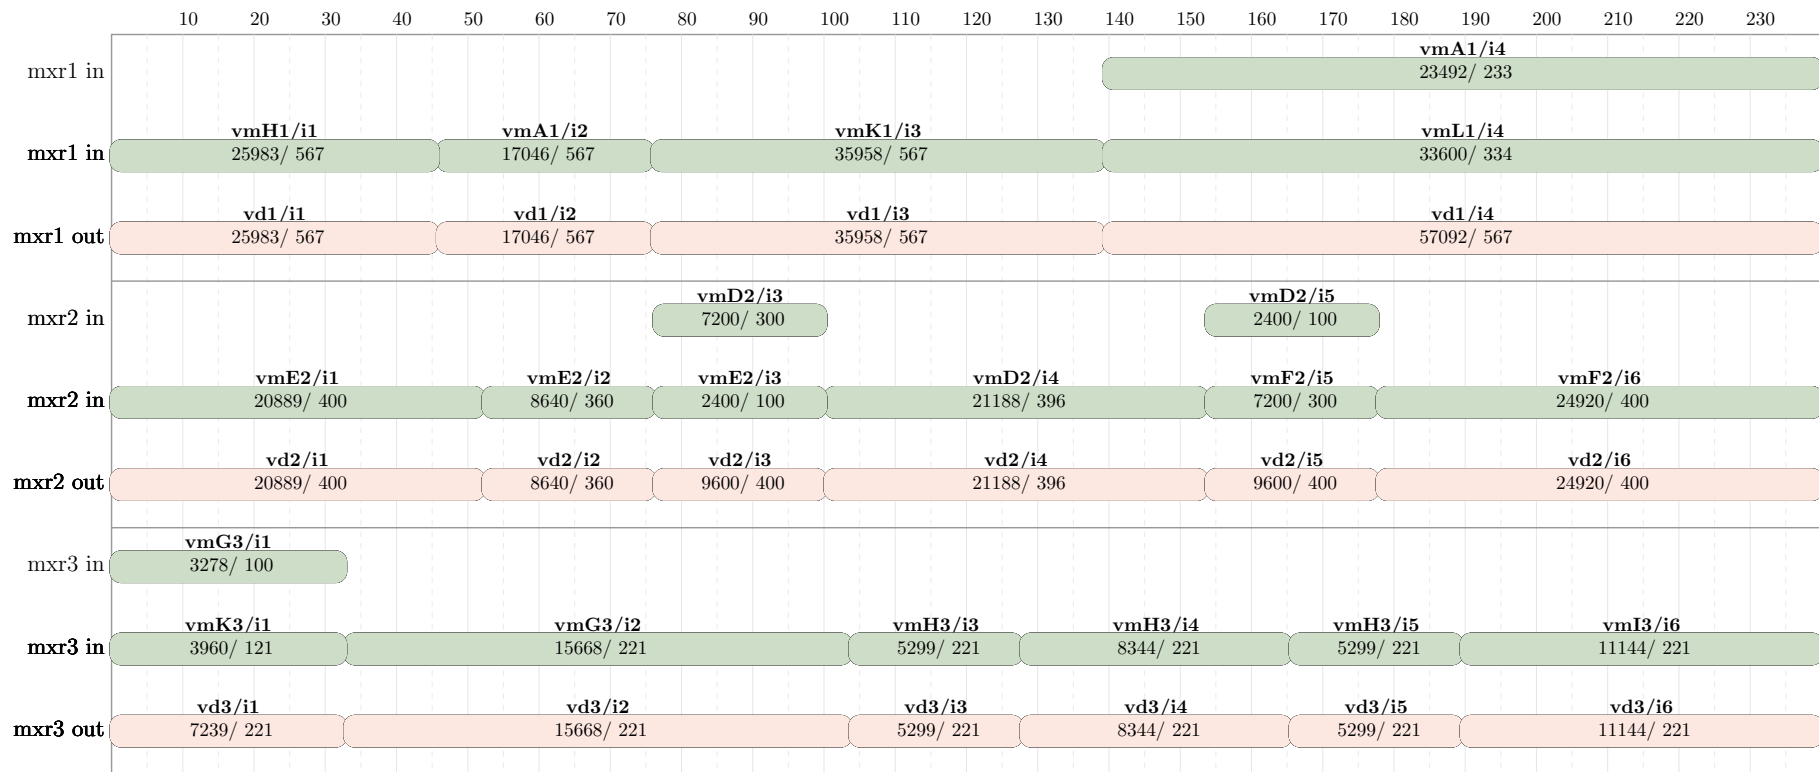 10 20 30 40 50 60 70 80 90 100 110 120 130 140 150 160 170 180 190 200 210 220 230
vmA1/i4
mxr1 in 23492/ 233
vmH1/i1 vmA1/i2 vmK1/i3 vmL1/i4
mxr1 in 25983/ 567 17046/ 567 35958/ 567 33600/ 334
vd1/i1 vd1/i2 vd1/i3 vd1/i4
mxr1 out 25983/ 567 17046/ 567 35958/ 567 57092/ 567
vmD2/i3 vmD2/i5
mxr2 in 7200/ 300 2400/ 100
vmE2/i1 vmE2/i2 vmE2/i3 vmD2/i4 vmF2/i5 vmF2/i6
mxr2 in 20889/ 400 8640/ 360 2400/ 100 21188/ 396 7200/ 300 24920/ 400
vd2/i1 vd2/i2 vd2/i3 vd2/i4 vd2/i5 vd2/i6
mxr2 out 20889/ 400 8640/ 360 9600/ 400 21188/ 396 9600/ 400 24920/ 400
vmG3/i1
mxr3 in 3278/ 100
vmK3/i1 vmG3/i2 vmH3/i3 vmH3/i4 vmH3/i5 vmI3/i6
mxr3 in 3960/ 121 15668/ 221 5299/ 221 8344/ 221 5299/ 221 11144/ 221
vd3/i1 vd3/i2 vd3/i3 vd3/i4 vd3/i5 vd3/i6
mxr3 out 7239/ 221 15668/ 221 5299/ 221 8344/ 221 5299/ 221 11144/ 221